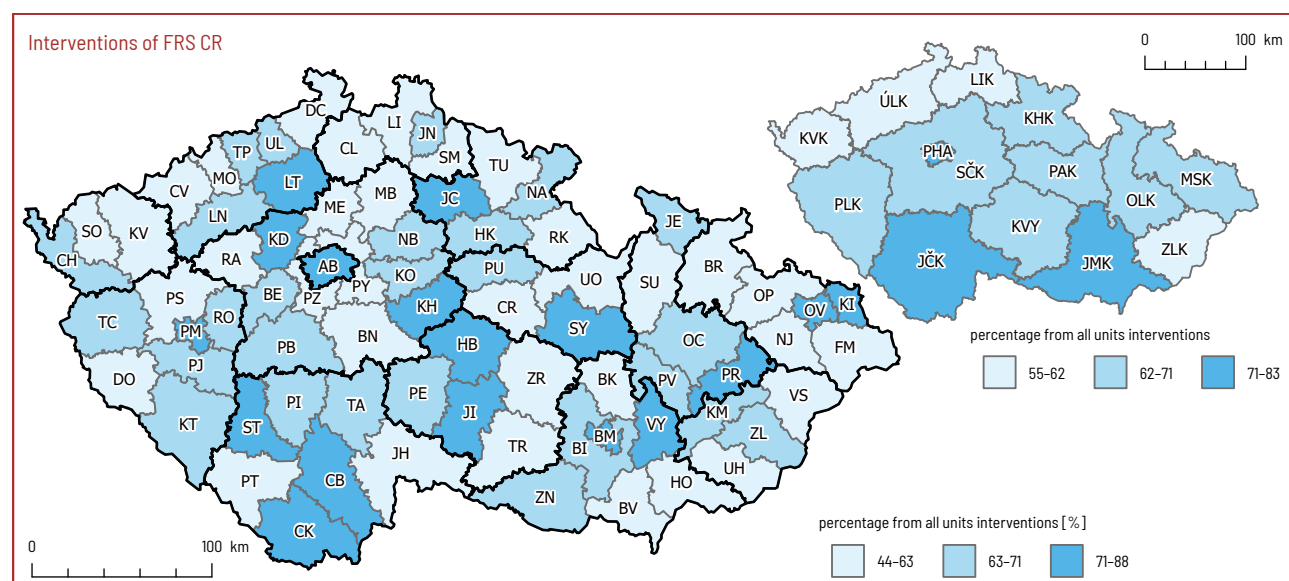 Interventions of FRS CR
0 100 km
LIK
ÚLK
KHK
KVK
PHA
SČK
PAK
MSK
PLK
OLK
KVY
ZLK
JČK
JMK
percentage from all units interventions
55–62 62–71 71–83
DC
LI
JN
UL
TP
CL
SM
TU
MO
CV
LT
MB
JC
NA
ME
LN
SO
KV
KD
NB
HK
RK
JE
CH
RA
AB
KO
PU
BR
PY
UO
SU
OP
PS
BE
PZ
KH
CR
OV
KI
TC
RO
PM
SY
BN
HB
OC
NJ
FM
PB
PJ
DO
ZR
BK
PV
PR
VS
PE
PI
TA
JI
KM
KT
ST
VY
ZL
BM
BI
TR
JH
UH
PT
CB
HO
ZN
BV
CK
0 100 km
percentage from all units interventions [%]
44–63 63–71 71–88